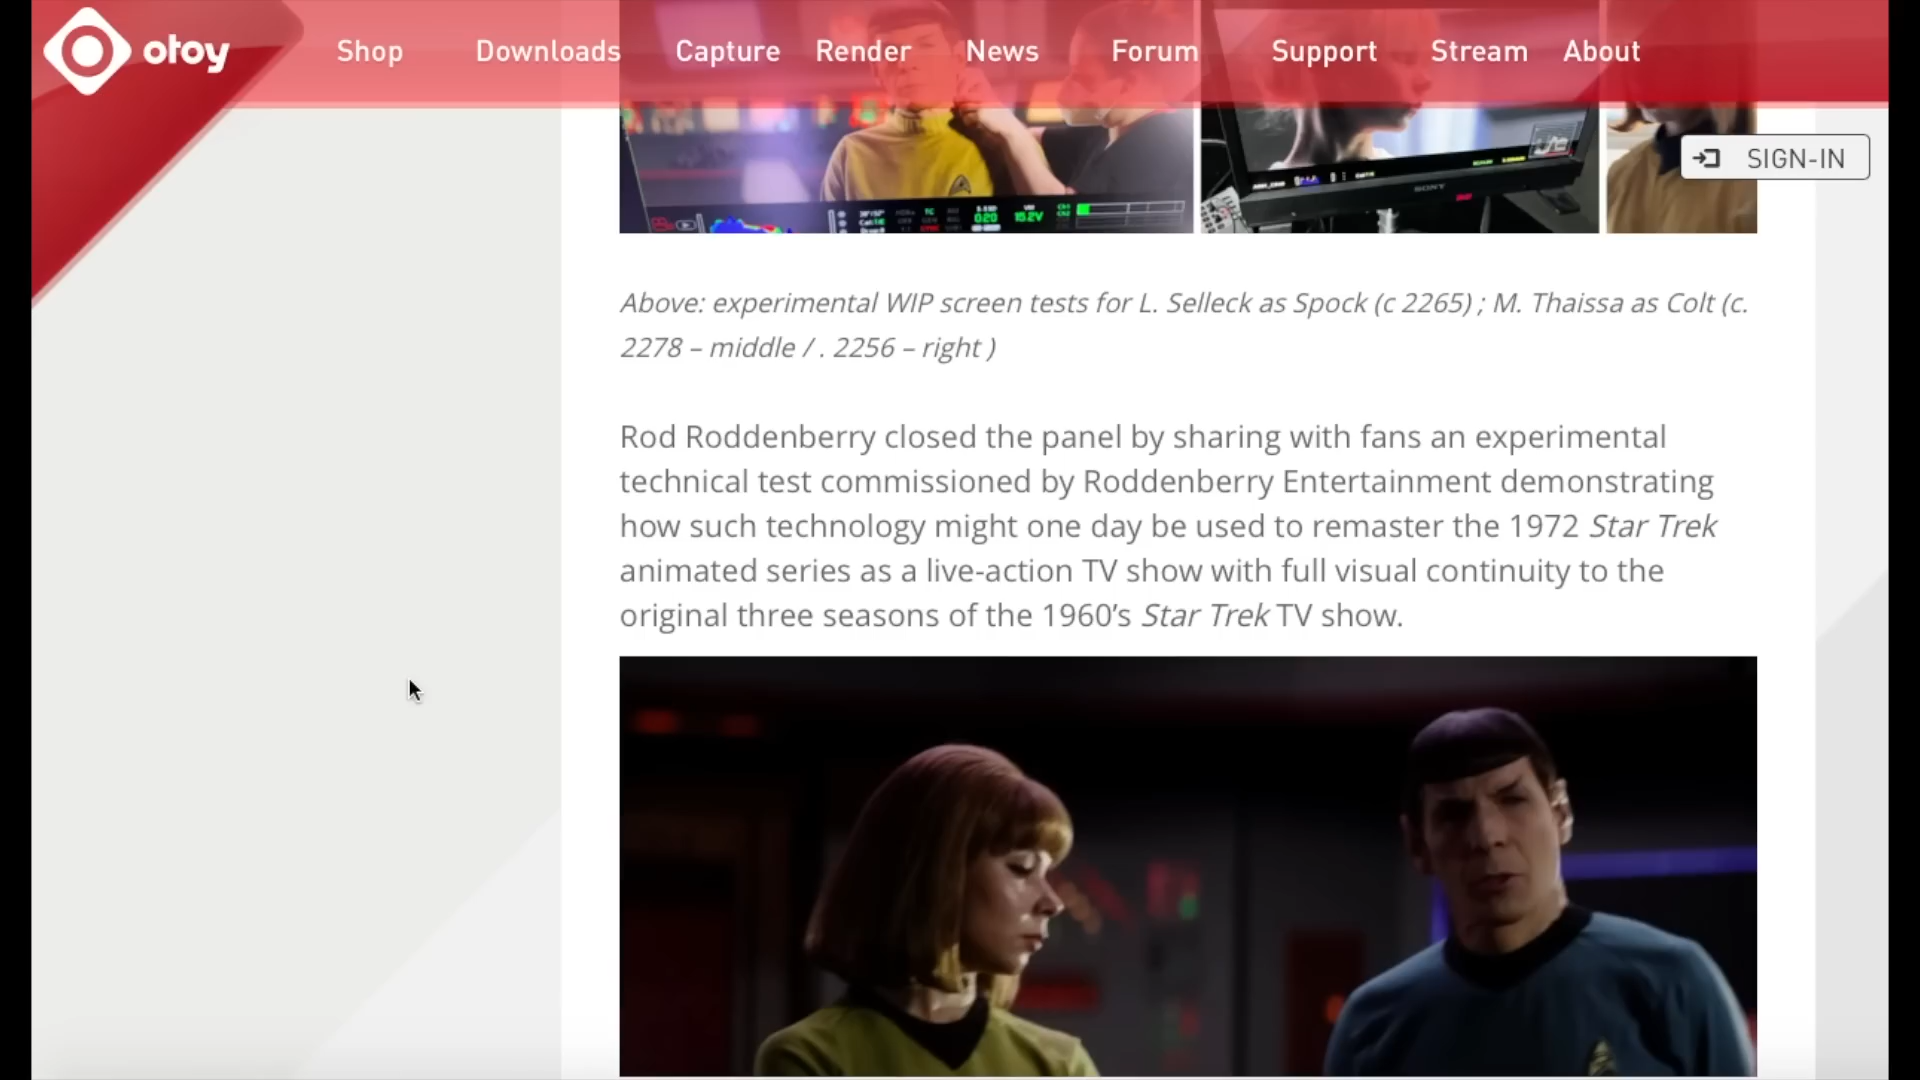 otoy Shop Downloads Capture Render News Forum Support Stream About
SIGN-IN
SONY
Above: experimental WIP screen tests for L. Selleck as Spock (c 2265) ; M. Thaissa as Colt (c.
2278 – middle / . 2256 – right )
Rod Roddenberry closed the panel by sharing with fans an experimental
technical test commissioned by Roddenberry Entertainment demonstrating
how such technology might one day be used to remaster the 1972 Star Trek
animated series as a live-action TV show with full visual continuity to the
original three seasons of the 1960’s Star Trek TV show.